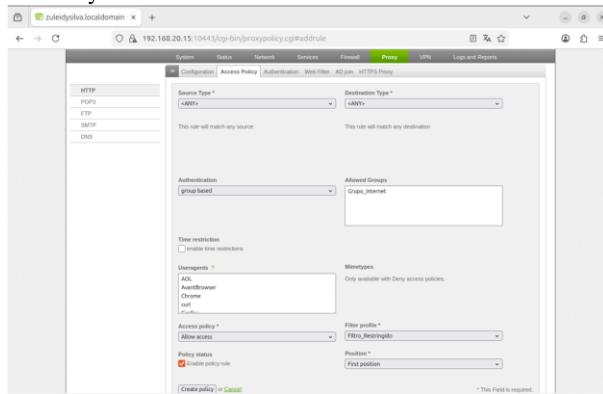 zuleidysilva.localdomain
192.168.20.15:10443/cgi-bin/proxypolicy.cgi#addrule
System Status Network Services Firewall Proxy VPN Logs and Reports
Configuration Access Policy Authentication Web Filter AD join HTTPS Proxy
HTTP
POP3
FTP
SMTP
DNS
Source Type * Destination Type *
<ANY> <ANY>
This rule will match any source This rule will match any destination
Authentication Allowed Groups
group based Grupo_Internet
Time restriction
enable time restrictions
Useragents ? Mimetypes
AOL Only available with Deny access policies.
AvantBrowser
Chrome
curl
Access policy * Filter profile *
Allow access Filtro_Restringido
Policy status Position *
Enable policy rule First position
Create policy or Cancel * This Field is required.